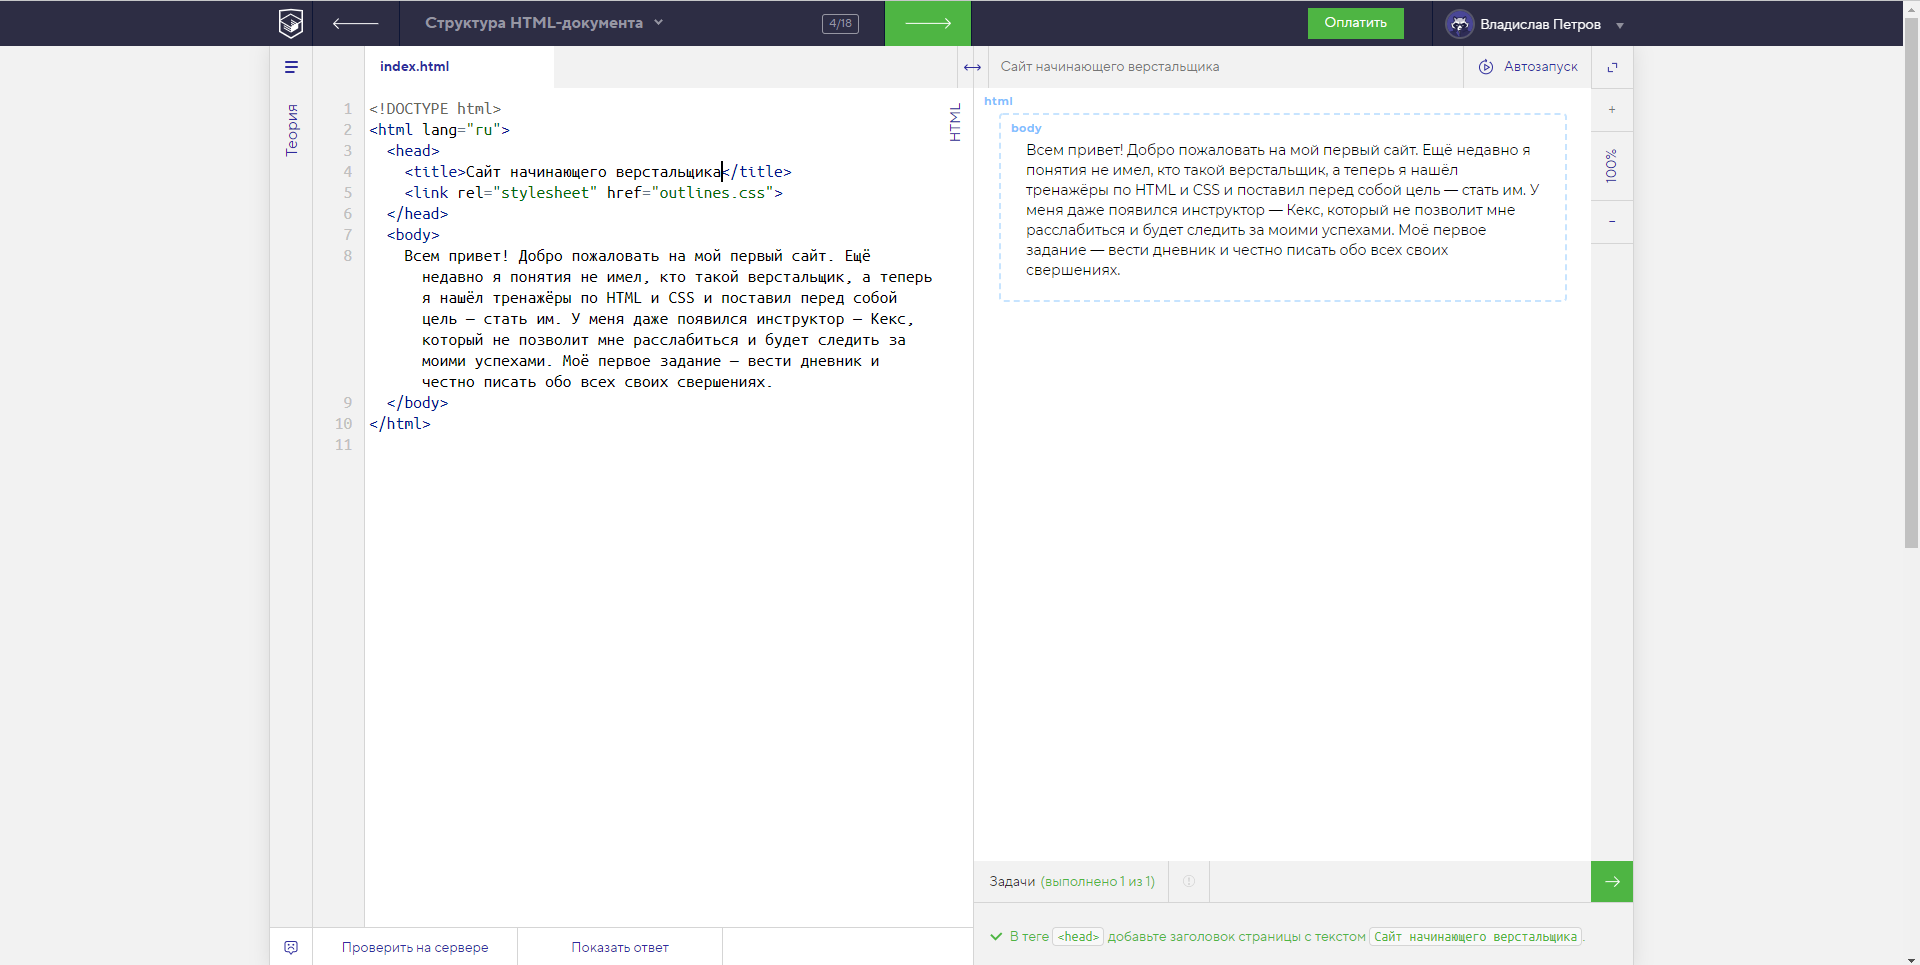 Структура HTML-документа
4/18
Оплатить
Владислав Петров
index.html
Сайт начинающего верстальщика
Автозапуск
Теория
HTML
1 <!DOCTYPE html>
2 <html lang="ru">
3 <head>
4 <title>Сайт начинающего верстальщика</title>
5 <link rel="stylesheet" href="outlines.css">
6 </head>
7 <body>
8 Всем привет! Добро пожаловать на мой первый сайт. Ещё
недавно я понятия не имел, кто такой верстальщик, а теперь
я нашёл тренажёры по HTML и CSS и поставил перед собой
цель — стать им. У меня даже появился инструктор — Кекс,
который не позволит мне расслабиться и будет следить за
моими успехами. Моё первое задание — вести дневник и
честно писать обо всех своих свершениях.
9 </body>
10 </html>
11
html
body
Всем привет! Добро пожаловать на мой первый сайт. Ещё недавно я
понятия не имел, кто такой верстальщик, а теперь я нашёл
тренажёры по HTML и CSS и поставил перед собой цель — стать им. У
меня даже появился инструктор — Кекс, который не позволит мне
расслабиться и будет следить за моими успехами. Моё первое
задание — вести дневник и честно писать обо всех своих
свершениях.
+
100%
-
Задачи (выполнено 1 из 1)
В теге <head> добавьте заголовок страницы с текстом Сайт начинающего верстальщика.
Проверить на сервере
Показать ответ